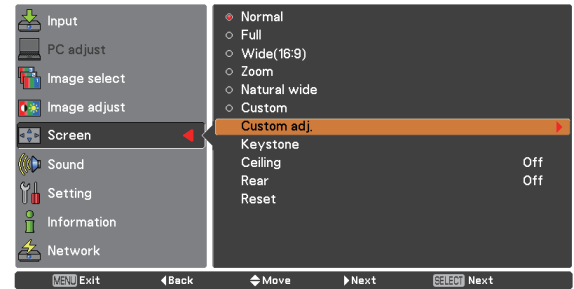 Input
PC adjust
Image select
Image adjust
Screen
Sound
Setting
Information
Network
Normal
Full
Wide(16:9)
Zoom
Natural wide
Custom
Custom adj.
Keystone
Ceiling Off
Rear Off
Reset
MENU Exit Back Move Next SELECT Next